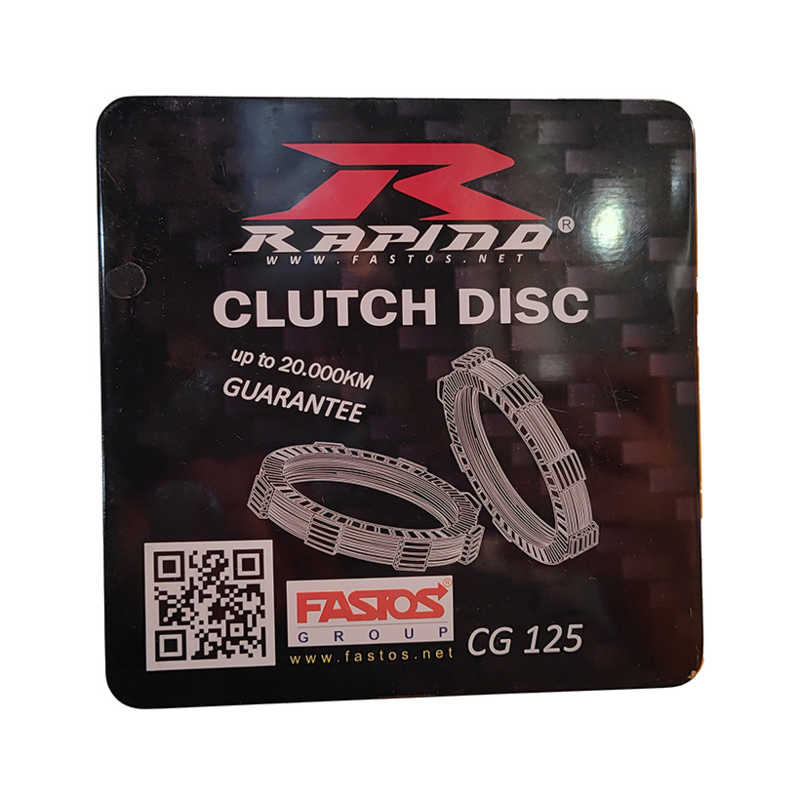 R
RAPIDO®
WWW.FASTOS.NET
CLUTCH DISC
up to 20.000KM
GUARANTEE
FASTOS®
GROUP
www.fastos.net
CG 125